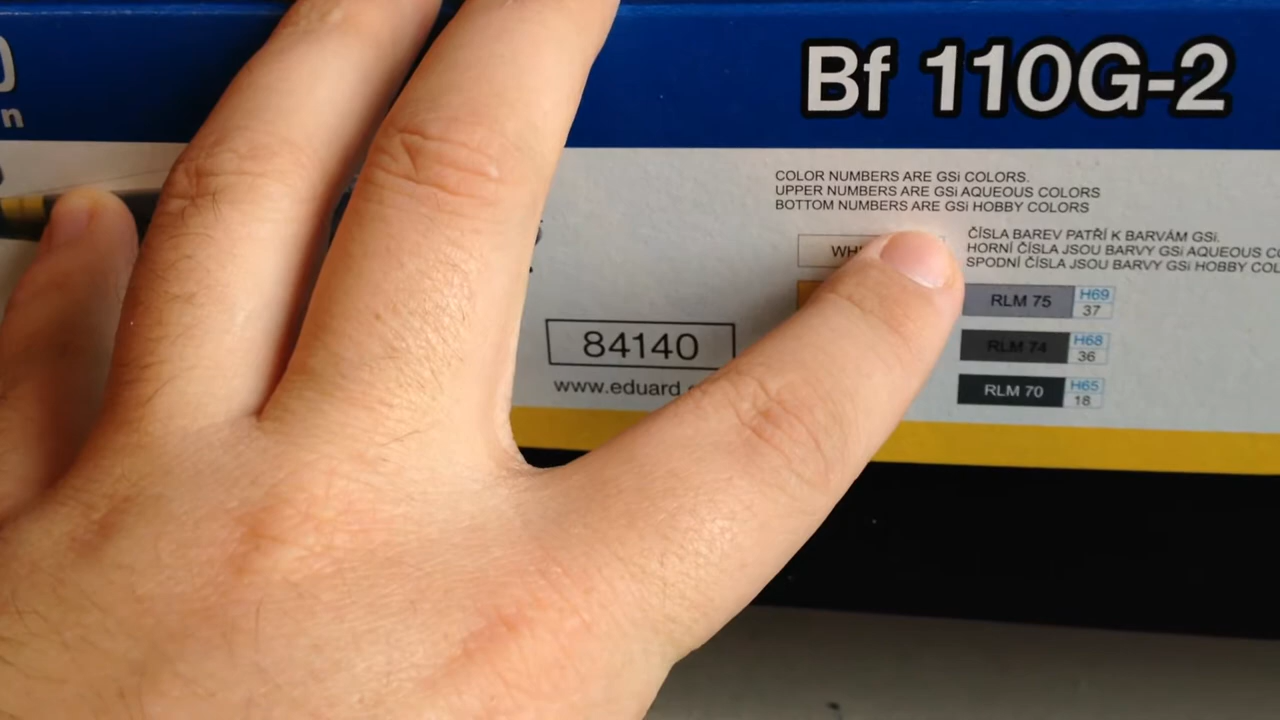 Bf 110G-2
COLOR NUMBERS ARE GSi COLORS.
UPPER NUMBERS ARE GSi AQUEOUS COLORS
BOTTOM NUMBERS ARE GSi HOBBY COLORS
ČÍSLA BAREV PATŘÍ K BARVÁM GSi.
HORNÍ ČÍSLA JSOU BARVY GSi AQUEOUS
SPODNÍ ČÍSLA JSOU BARVY GSi HOBBY
RLM 75 H69 37
RLM 74 H68 36
RLM 70 H65 18
84140
www.eduard.